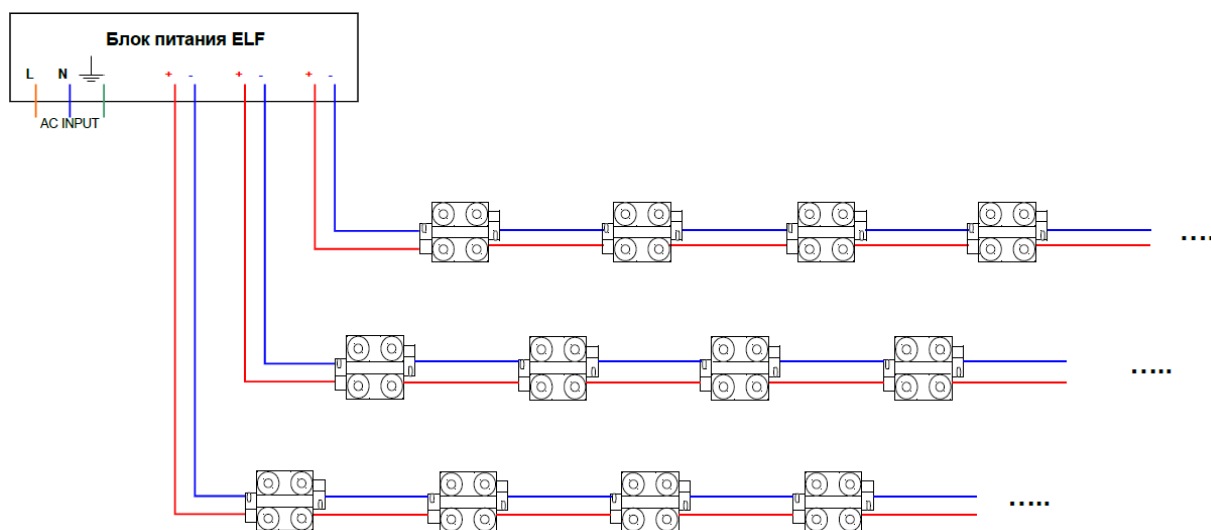 Блок питания ELF
L N + - + - + -
AC INPUT
.....
.....
.....